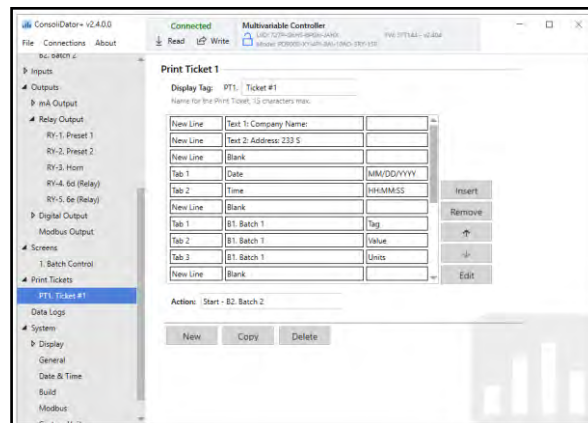 ConsoliDator+ v2.4.0.0
Connected
Multivariable Controller
File Connections About
Read Write
B2. Batch 2
Inputs
Outputs
mA Output
Relay Output
RY-1. Preset 1
RY-2. Preset 2
RY-3. Horn
RY-4. 6d (Relay)
RY-5. 6e (Relay)
Digital Output
Modbus Output
Screens
1. Batch Control
Print Tickets
PT1. Ticket #1
Data Logs
System
Display
General
Date & Time
Build
Modbus
Print Ticket 1
Display Tag: PT1. Ticket #1
Name for the Print Ticket, 15 characters max.
New Line Text 1: Company Name:
New Line Text 2: Address: 233 S
New Line Blank
Tab 1 Date MM/DD/YYYY
Tab 2 Time HH:MM:SS
New Line Blank
Tab 1 B1. Batch 1 Tag
Tab 2 B1. Batch 1 Value
Tab 3 B1. Batch 1 Units
New Line Blank
Insert
Remove
Edit
Action: Start - B2. Batch 2
New Copy Delete